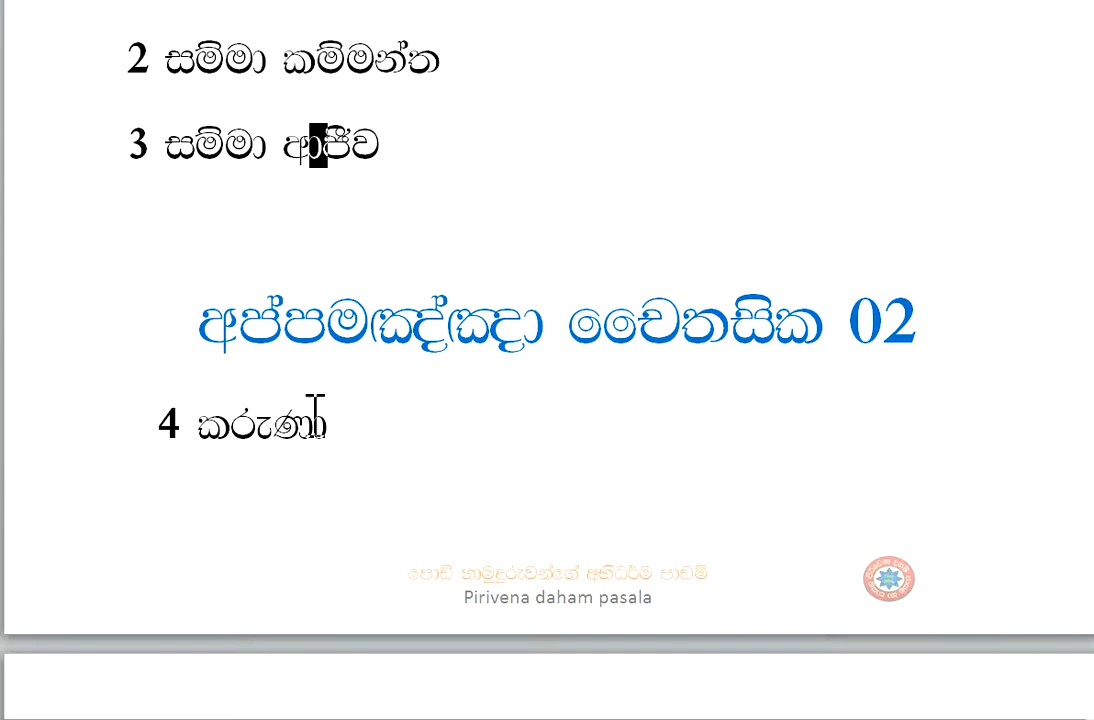 2 සම්මා කම්මන්ත
3 සම්මා ආජීව
අප්පමඤ්ඤා චෛතසික 02
4 කරුණා
පොඩි හාමුදුරුවන්ගේ අභිධර්ම පාඩම්
Pirivena daham pasala